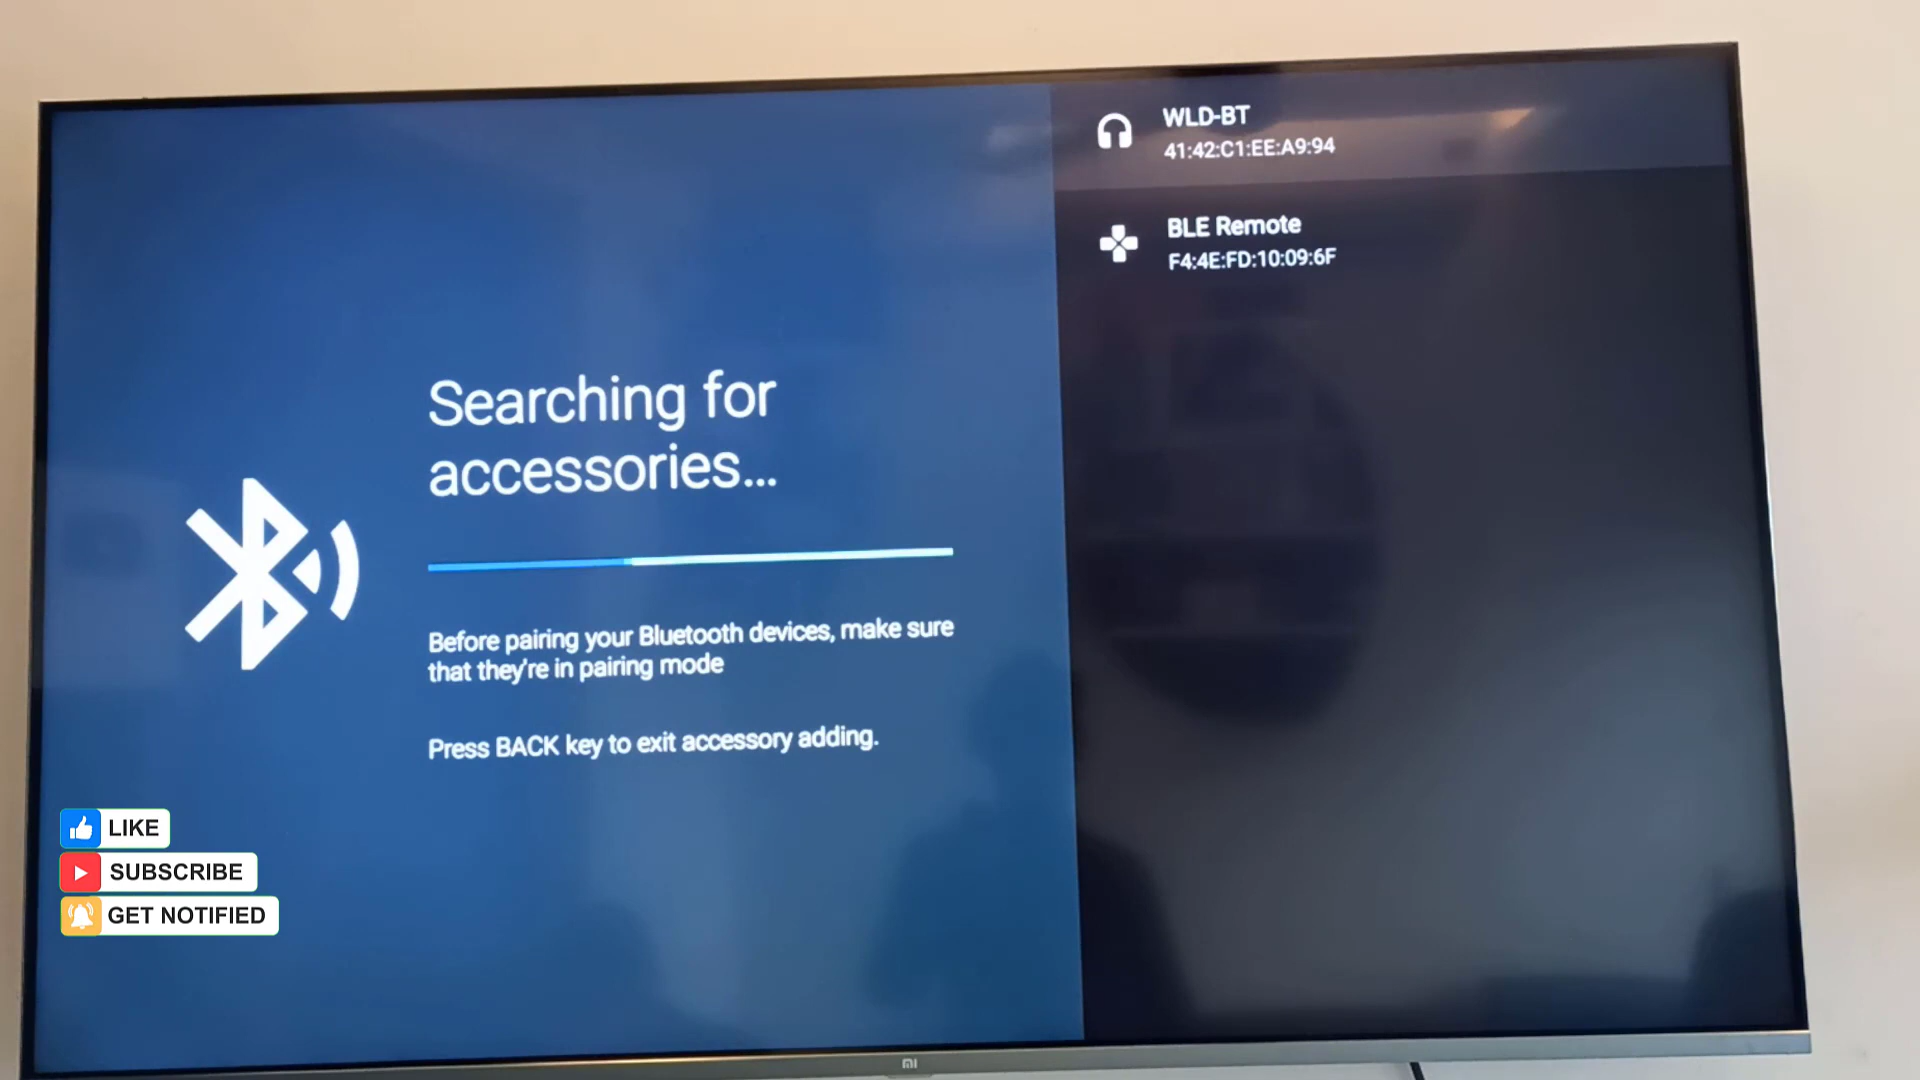 WLD-BT
41:42:C1:EE:A9:94
BLE Remote
F4:4E:FD:10:09:6F
Searching for
accessories...
Before pairing your Bluetooth devices, make sure
that they're in pairing mode
Press BACK key to exit accessory adding.
LIKE
SUBSCRIBE
GET NOTIFIED
mi